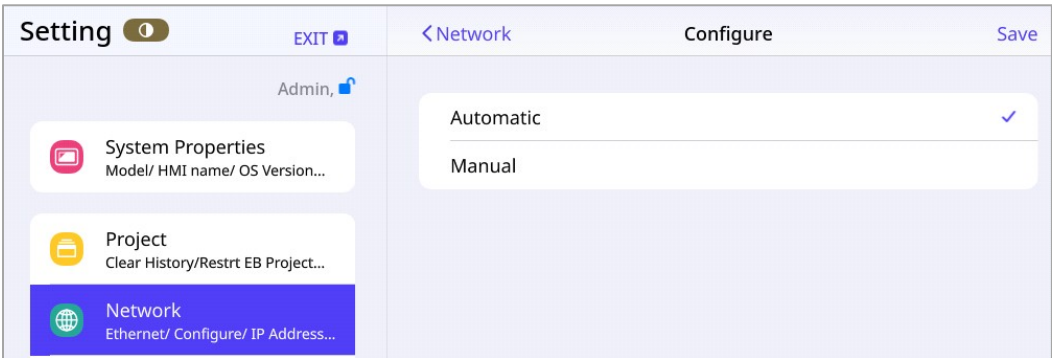 Setting
EXIT
Admin,
System Properties
Model/ HMI name/ OS Version...
Project
Clear History/Restrt EB Project...
Network
Ethernet/ Configure/ IP Address...
Network
Configure
Save
Automatic
Manual